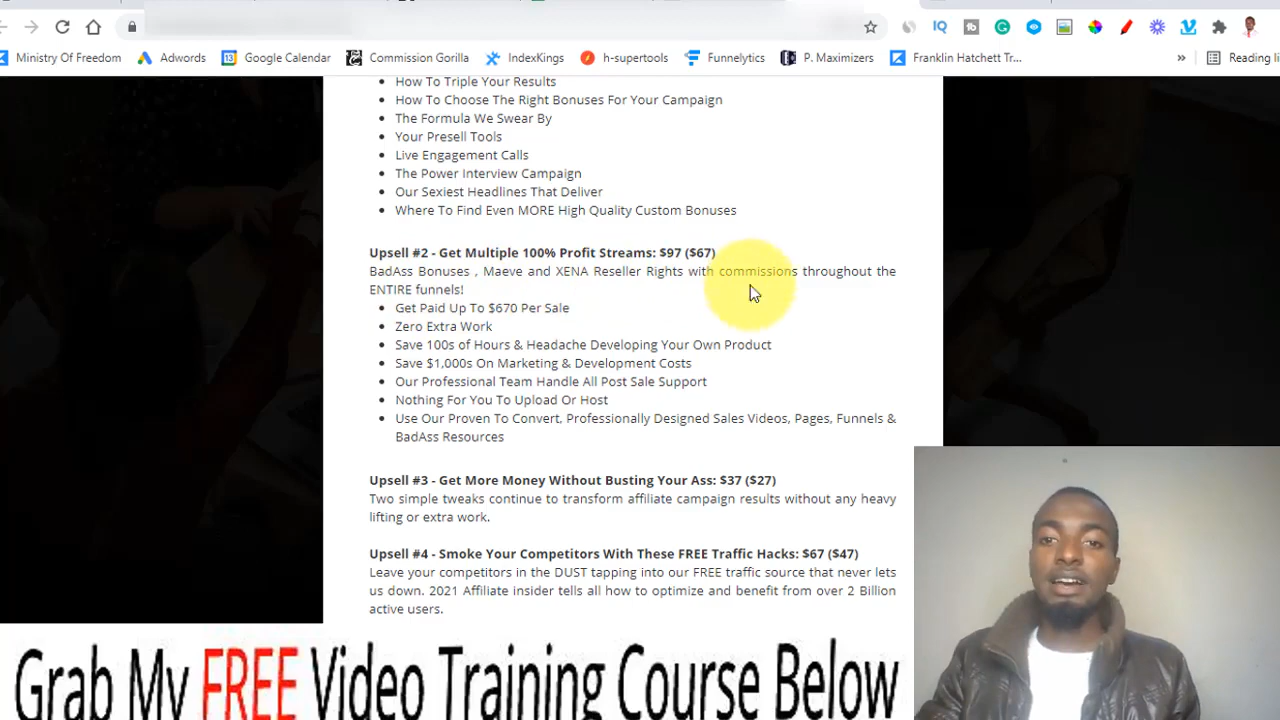 Ministry Of Freedom
Adwords
13
Google Calendar
Commission Gorilla
IndexKings
h-supertools
Funnelytics
P. Maximizers
Franklin Hatchett Tr...
»
Reading li
IQ
tb
G
How To Triple Your Results
How To Choose The Right Bonuses For Your Campaign
The Formula We Swear By
Your Presell Tools
Live Engagement Calls
The Power Interview Campaign
Our Sexiest Headlines That Deliver
Where To Find Even MORE High Quality Custom Bonuses
Upsell #2 - Get Multiple 100% Profit Streams: $97 ($67)
BadAss Bonuses , Maeve and XENA Reseller Rights with commissions throughout the
ENTIRE funnels!
Get Paid Up To $670 Per Sale
Zero Extra Work
Save 100s of Hours & Headache Developing Your Own Product
Save $1,000s On Marketing & Development Costs
Our Professional Team Handle All Post Sale Support
Nothing For You To Upload Or Host
Use Our Proven To Convert, Professionally Designed Sales Videos, Pages, Funnels &
BadAss Resources
Upsell #3 - Get More Money Without Busting Your Ass: $37 ($27)
Two simple tweaks continue to transform affiliate campaign results without any heavy
lifting or extra work.
Upsell #4 - Smoke Your Competitors With These FREE Traffic Hacks: $67 ($47)
Leave your competitors in the DUST tapping into our FREE traffic source that never lets
us down. 2021 Affiliate insider tells all how to optimize and benefit from over 2 Billion
active users.
Grab My FREE Video Training Course Below